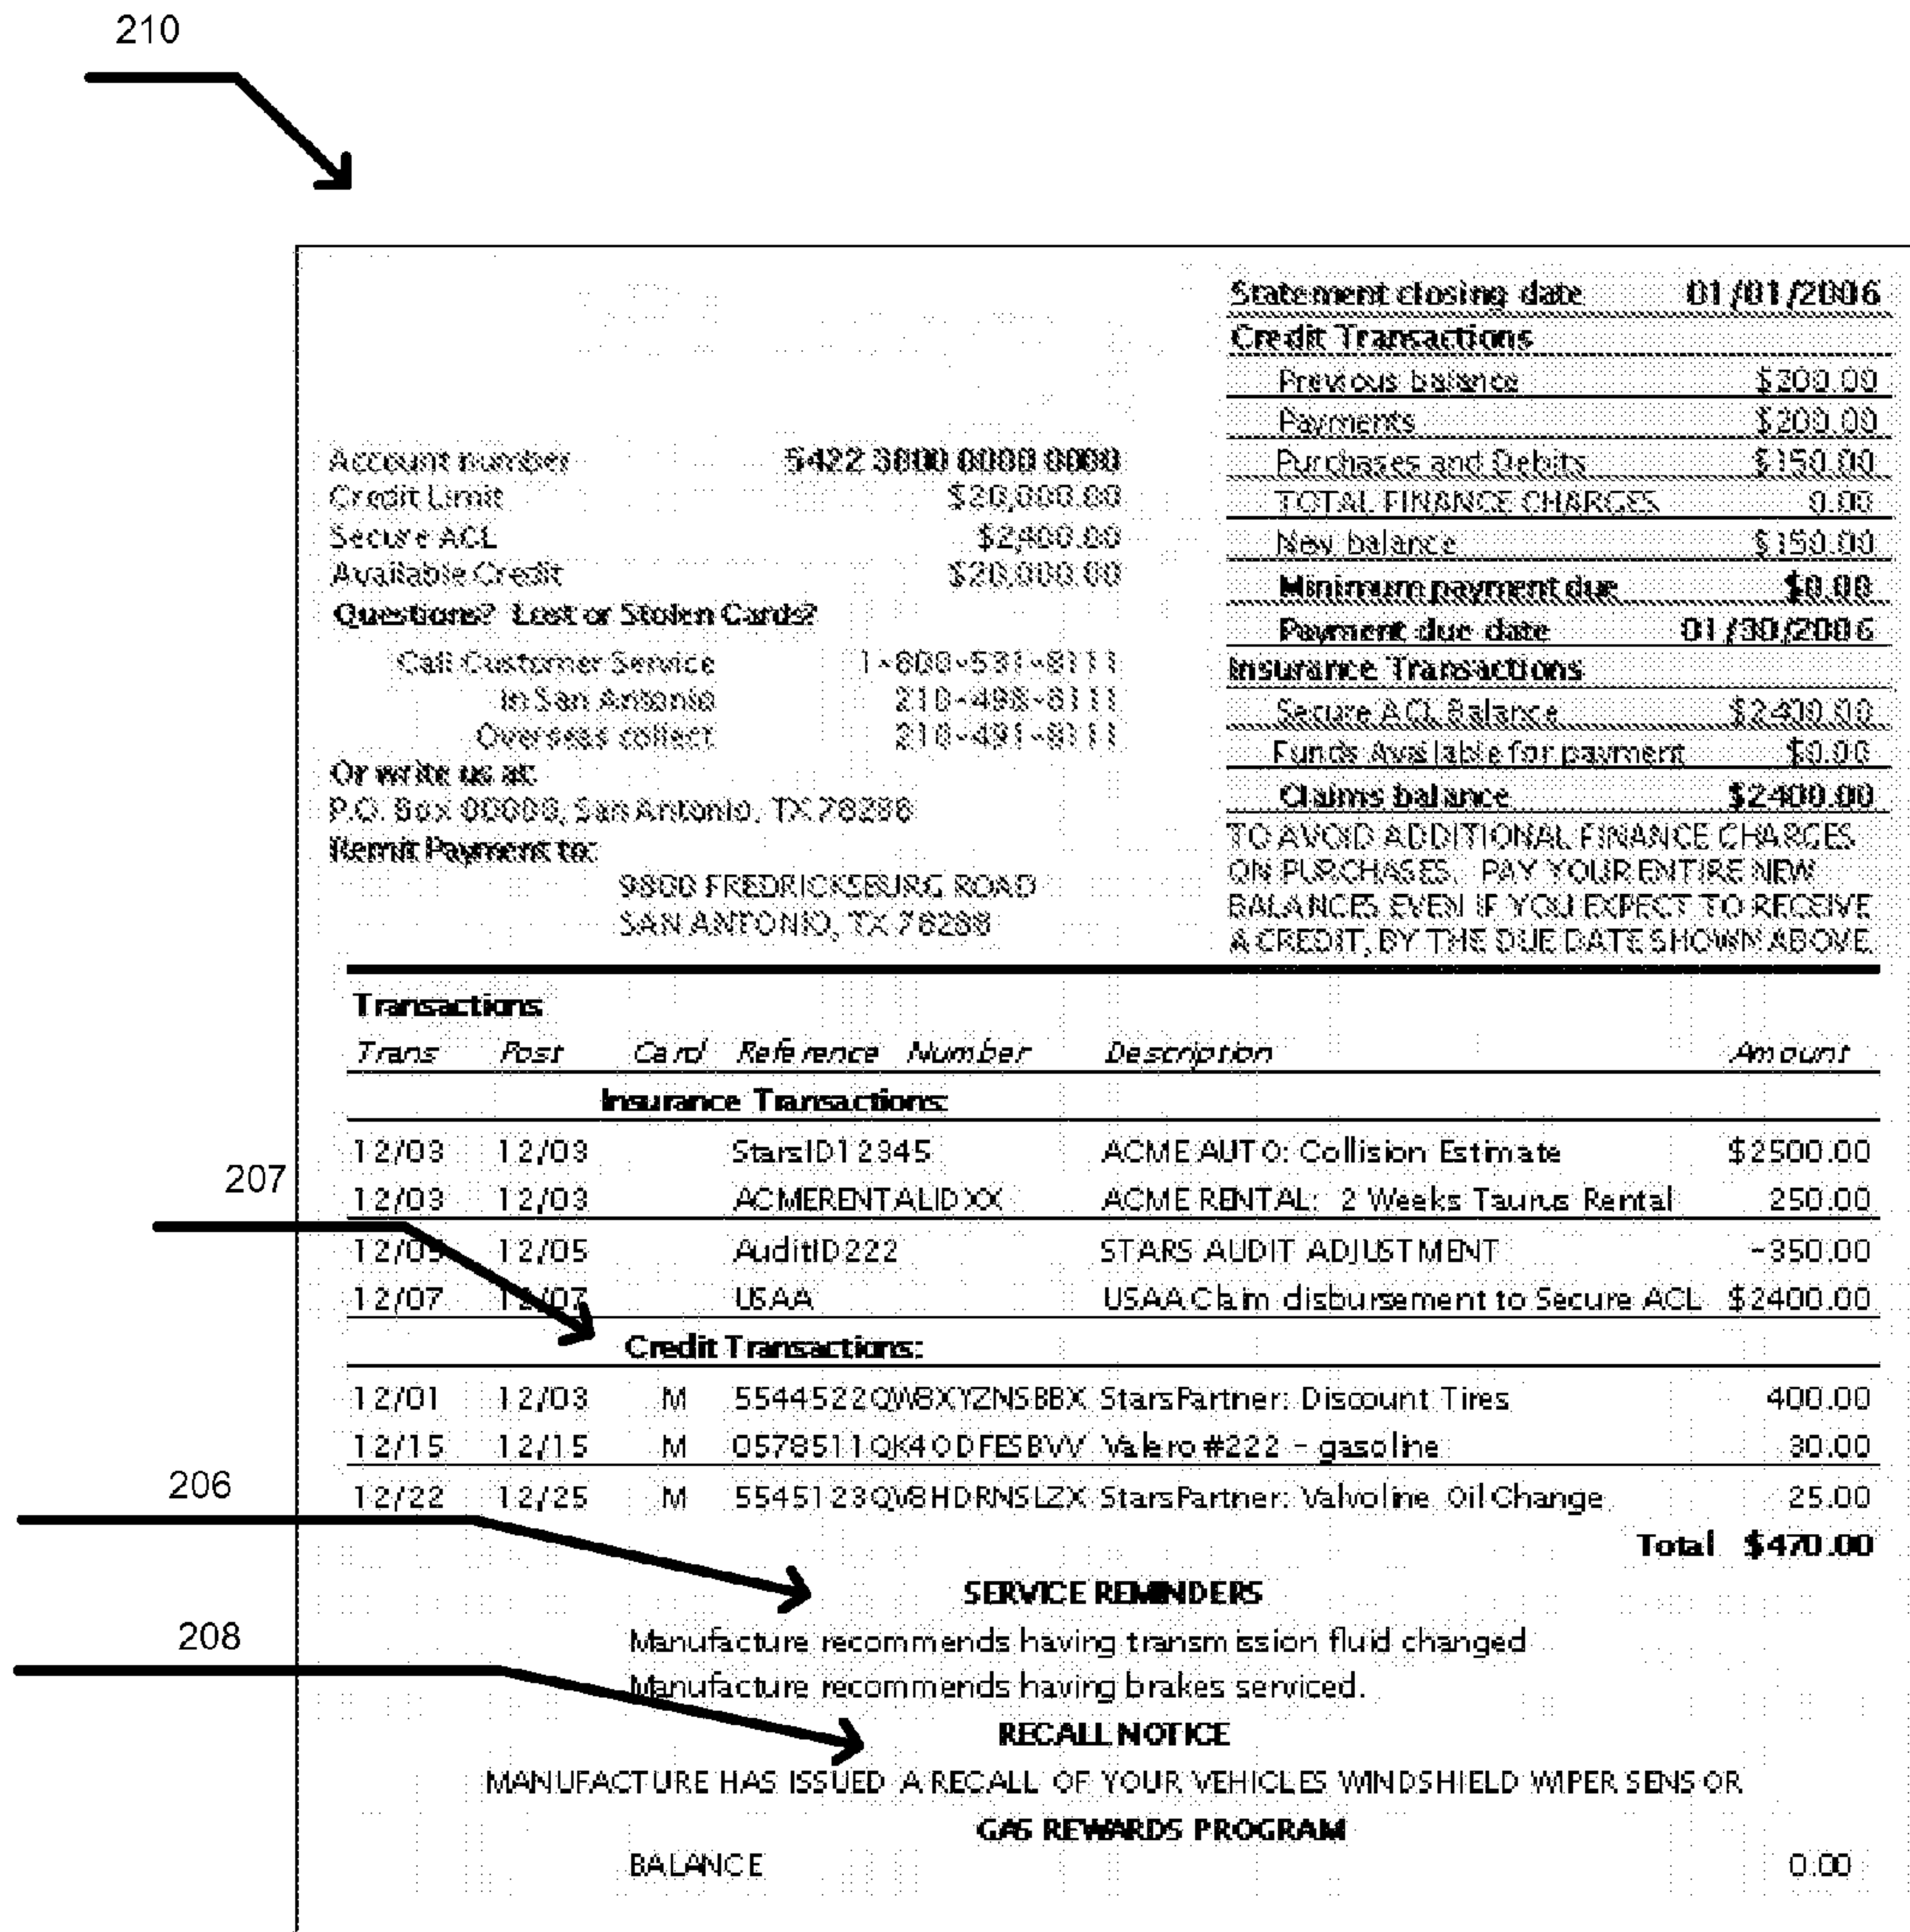 210
Statement closing date 01/01/2006
Credit Transactions
Previous balance $200.00
Payments $200.00
Purchases and Debits $150.00
TOTAL FINANCE CHARGES 0.00
New balance $150.00
Minimum payment due $0.00
Payment due date 01/30/2006
Insurance Transactions
Secure ACL Balance $2400.00
Funds Available for payment $0.00
Claims balance $2400.00
TO AVOID ADDITIONAL FINANCE CHARGES
ON PURCHASES, PAY YOUR ENTIRE NEW
BALANCES EVEN IF YOU EXPECT TO RECEIVE
A CREDIT, BY THE DUE DATE SHOWN ABOVE.
Account number 5422 3800 0000 0000
Credit Limit $20,000.00
Secure ACL $2,400.00
Available Credit $20,000.00
Questions? Lost or Stolen Cards?
Call Customer Service 1-800-531-8111
In San Antonio 210-498-8111
Overseas collect 210-491-8111
Or write us at:
P.O. Box 00000, San Antonio, TX 78288
Remit Payment to:
9800 FREDRICKSBURG ROAD
SAN ANTONIO, TX 78288
Transactions
Trans Post Card Reference Number Description Amount
Insurance Transactions:
12/03 12/03 StarsID12345 ACME AUTO: Collision Estimate $2500.00
207
12/03 12/03 ACMERENTALIDXX ACME RENTAL: 2 Weeks Taurus Rental 250.00
12/05 12/05 AuditID222 STARS AUDIT ADJUSTMENT -350.00
12/07 12/07 USAA USAA Claim disbursement to Secure ACL $2400.00
Credit Transactions:
12/01 12/03 M 5544522QW8XYZNSBBX StarsPartner: Discount Tires 400.00
12/15 12/15 M 0578511QK4ODFESBVV Valero #222 - gasoline 30.00
206
12/22 12/25 M 5545123QV8HDRNSLZX StarsPartner: Valvoline Oil Change 25.00
Total $470.00
SERVICE REMINDERS
208
Manufacture recommends having transmission fluid changed
Manufacture recommends having brakes serviced.
RECALL NOTICE
MANUFACTURE HAS ISSUED A RECALL OF YOUR VEHICLES WINDSHIELD WIPER SENSOR
GAS REWARDS PROGRAM
BALANCE 0.00